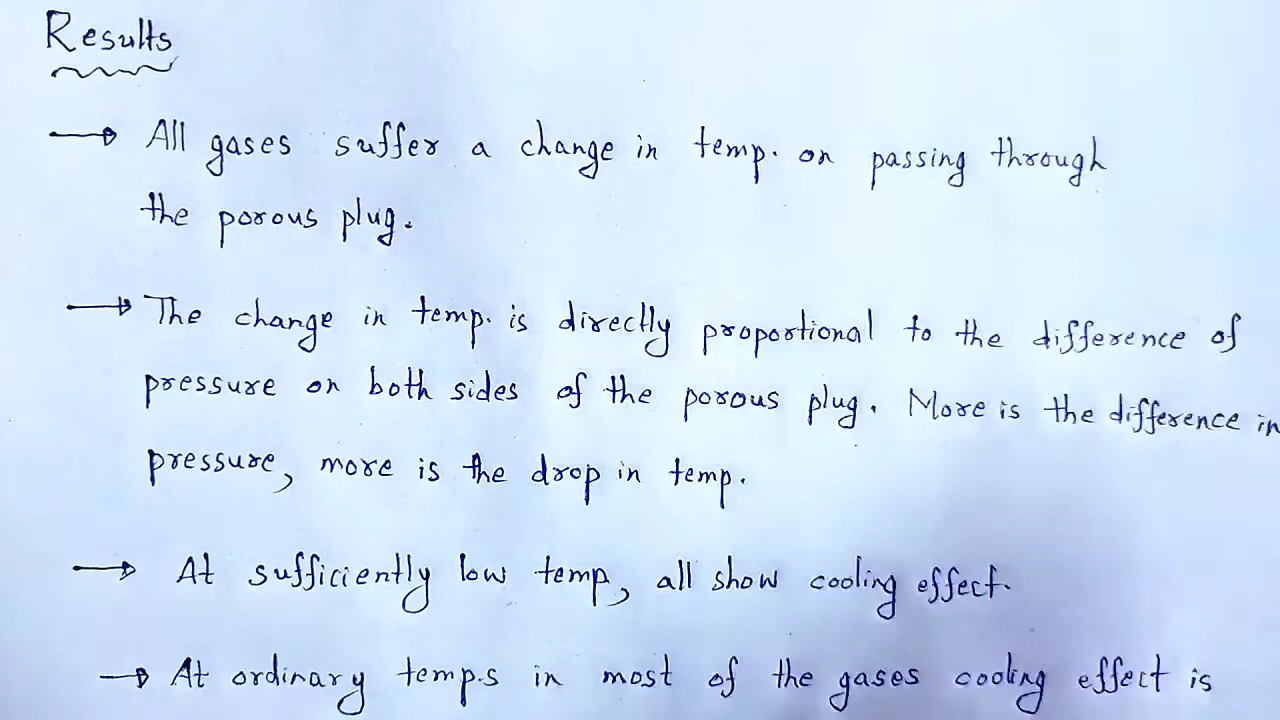 Results
→ All gases suffer a change in temp. on passing through
the porous plug.
→ The change in temp. is directly proportional to the difference of
pressure on both sides of the porous plug. More is the difference in
pressure, more is the drop in temp.
→ At sufficiently low temp, all show cooling effect.
→ At ordinary temp.s in most of the gases cooling effect is